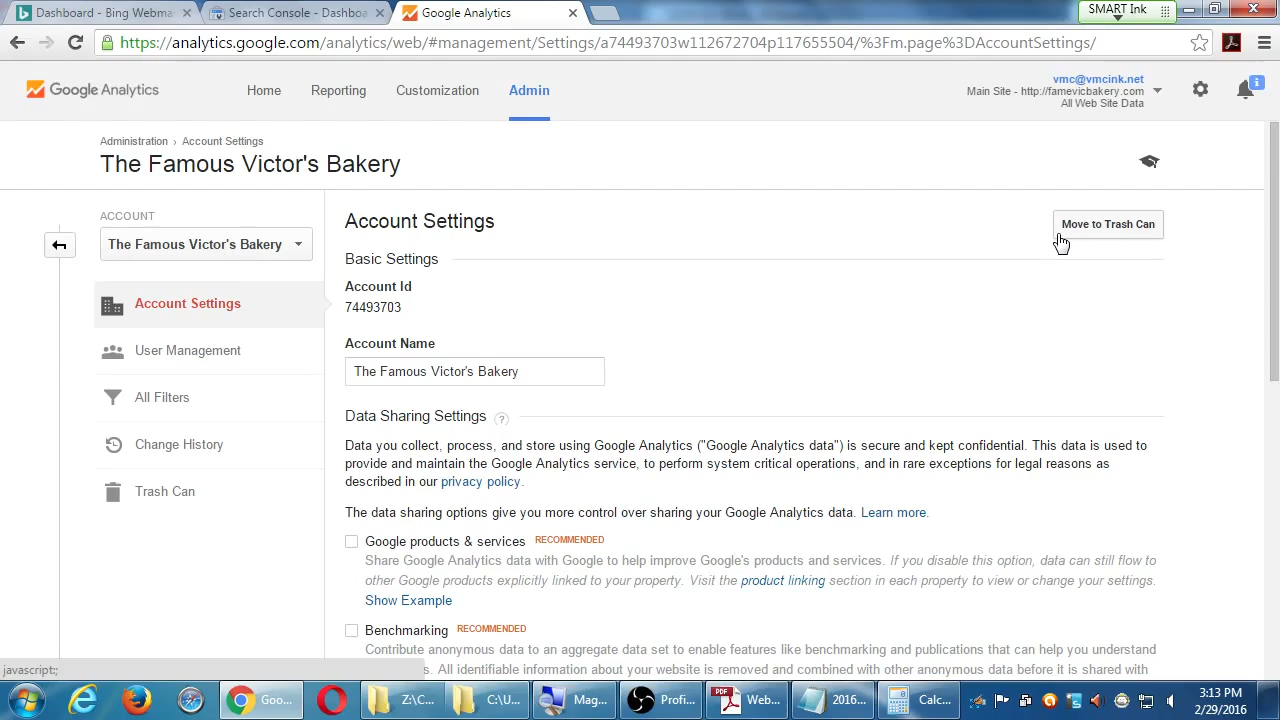 Dashboard - Bing Webma
Search Console - Dashboa
Google Analytics
SMART Ink
https://analytics.google.com/analytics/web/#management/Settings/a74493703w112672704p117655504/%3Fm.page%3DAccountSettings/
Google Analytics
Home
Reporting
Customization
Admin
vmc@vmcink.net
Main Site - http://famevicbakery.com
All Web Site Data
Administration › Account Settings
The Famous Victor's Bakery
ACCOUNT
The Famous Victor's Bakery
Account Settings
User Management
All Filters
Change History
Trash Can
Account Settings
Move to Trash Can
Basic Settings
Account Id
74493703
Account Name
The Famous Victor's Bakery
Data Sharing Settings ?
Data you collect, process, and store using Google Analytics ("Google Analytics data") is secure and kept confidential. This data is used to
provide and maintain the Google Analytics service, to perform system critical operations, and in rare exceptions for legal reasons as
described in our privacy policy.
The data sharing options give you more control over sharing your Google Analytics data. Learn more.
Google products & services RECOMMENDED
Share Google Analytics data with Google to help improve Google's products and services. If you disable this option, data can still flow to
other Google products explicitly linked to your property. Visit the product linking section in each property to view or change your settings.
Show Example
Benchmarking RECOMMENDED
Contribute anonymous data to an aggregate data set to enable features like benchmarking and publications that can help you understand
s. All identifiable information about your website is removed and combined with other anonymous data before it is shared with
javascript:;
Goo...
Z:\C...
C:\U...
Mag...
Profi...
Web...
2016...
Calc...
3:13 PM
2/29/2016